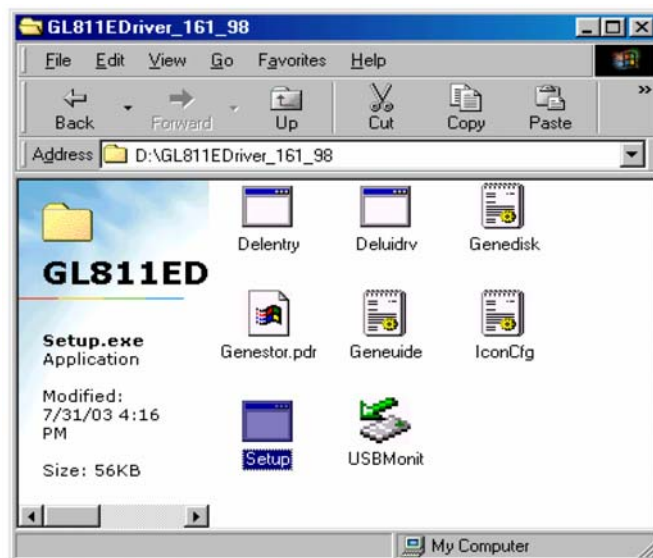 GL811EDriver_161_98
File Edit View Go Favorites Help
Back Forward Up Cut Copy Paste »
Address D:\GL811EDriver_161_98
GL811ED
Setup.exe
Application
Modified:
7/31/03 4:16
PM
Size: 56KB
Delentry Deluidrv Genedisk
Genestor.pdr Geneuide IconCfg
Setup USBMonit
My Computer